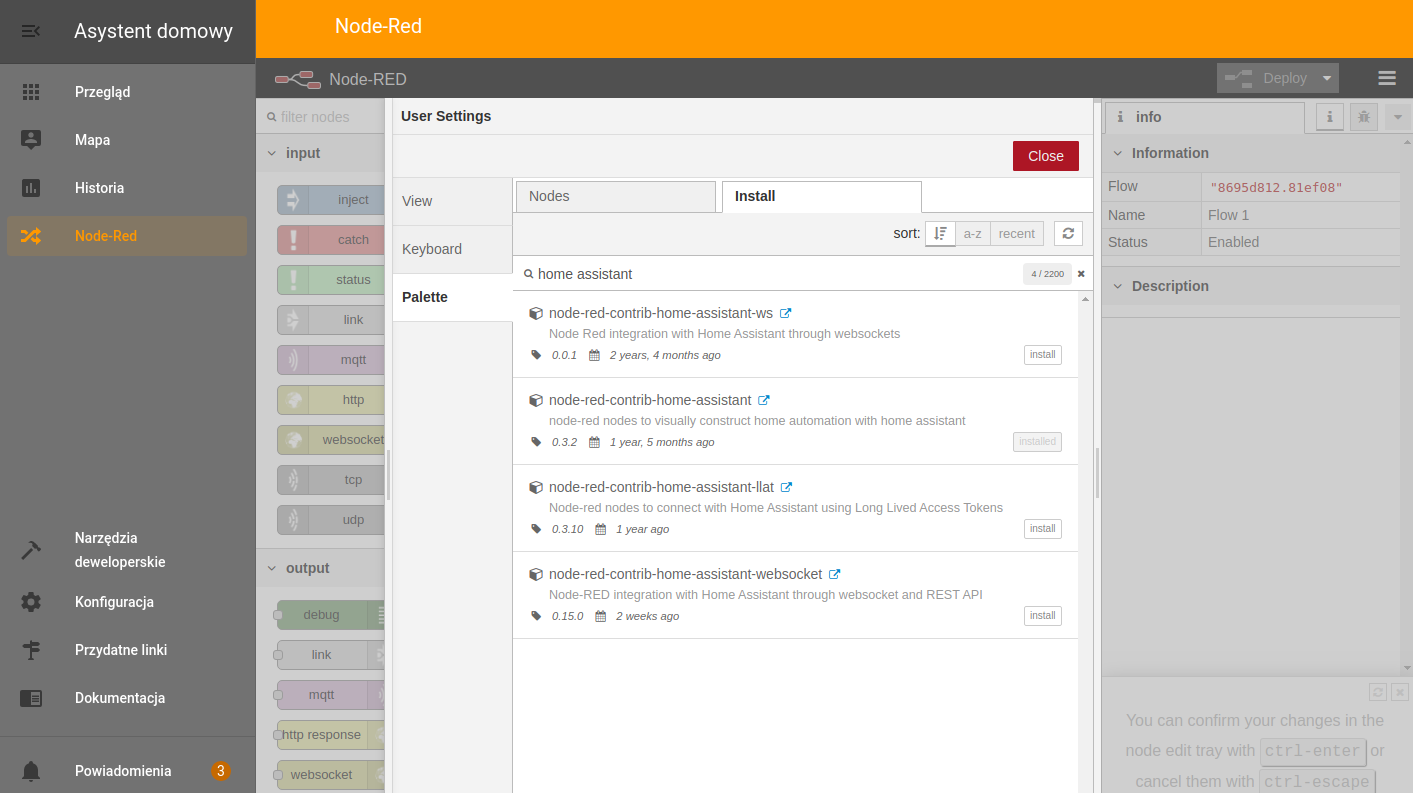 Asystent domowy
Przegląd
Mapa
Historia
Node-Red
Narzędzia
deweloperskie
Konfiguracja
Przydatne linki
Dokumentacja
Powiadomienia
3
Node-Red
Node-RED
Deploy
filter nodes
input
inject
catch
status
link
mqtt
http
websocket
tcp
udp
output
debug
link
mqtt
http response
websocket
User Settings
Close
View
Keyboard
Palette
Nodes
Install
sort:
a-z
recent
home assistant
4 / 2200
node-red-contrib-home-assistant-ws
Node Red integration with Home Assistant through websockets
0.0.1
2 years, 4 months ago
install
node-red-contrib-home-assistant
node-red nodes to visually construct home automation with home assistant
0.3.2
1 year, 5 months ago
installed
node-red-contrib-home-assistant-llat
Node-red nodes to connect with Home Assistant using Long Lived Access Tokens
0.3.10
1 year ago
install
node-red-contrib-home-assistant-websocket
Node-RED integration with Home Assistant through websocket and REST API
0.15.0
2 weeks ago
install
info
Information
Flow
"8695d812.81ef08"
Name
Flow 1
Status
Enabled
Description
You can confirm your changes in the
node edit tray with ctrl-enter or
cancel them with ctrl-escape